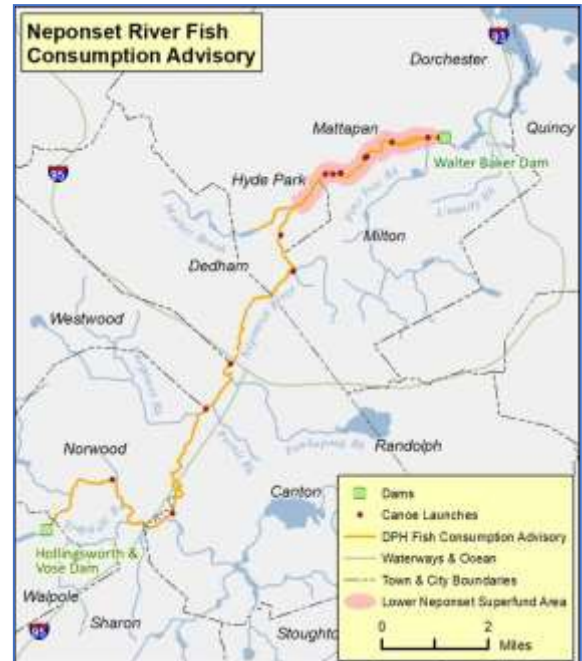 Neponset River Fish
Consumption Advisory
93
Dorchester
Mattapan
Quincy
Walter Baker Dam
95
Hyde Park
Milton
Dedham
Westwood
Norwood
Randolph
Canton
Hollingsworth &
Vose Dam
Walpole
Sharon
95
Stoughto
Dams
Canoe Launches
DPH Fish Consumption Advisory
Waterways & Ocean
Town & City Boundaries
Lower Neponset Superfund Area
0 2
Miles